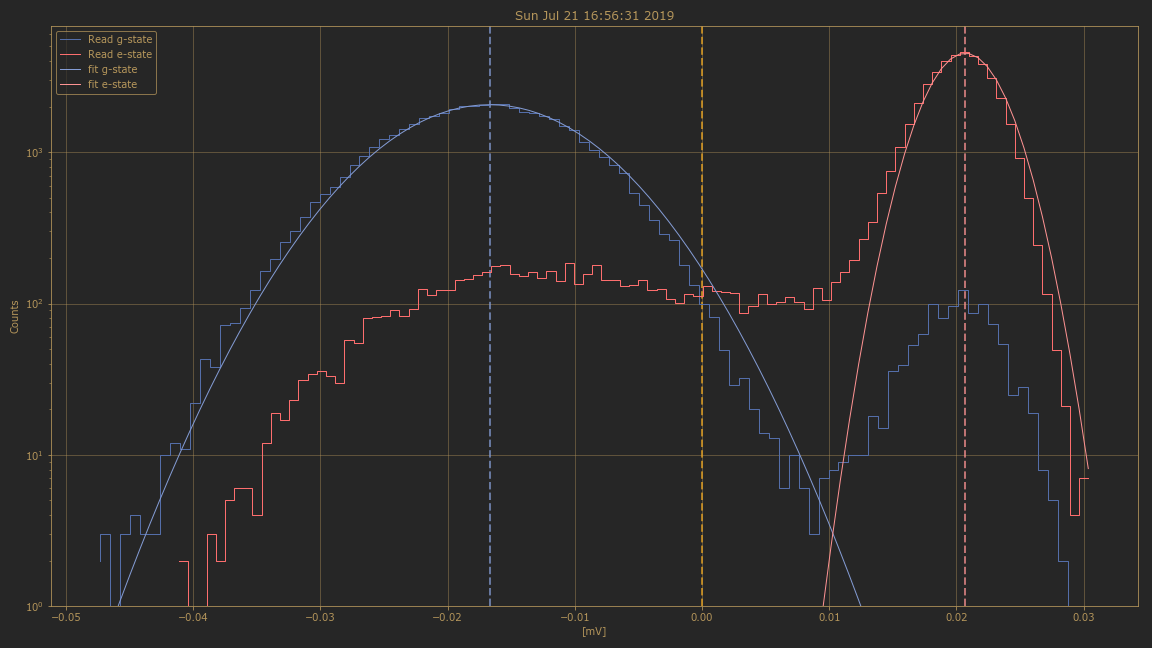 Sun Jul 21 16:56:31 2019
Read g-state
Read e-state
fit g-state
fit e-state
Counts
10³
10²
10¹
10⁰
−0.05 −0.04 −0.03 −0.02 −0.01 0.00 0.01 0.02 0.03
[mV]